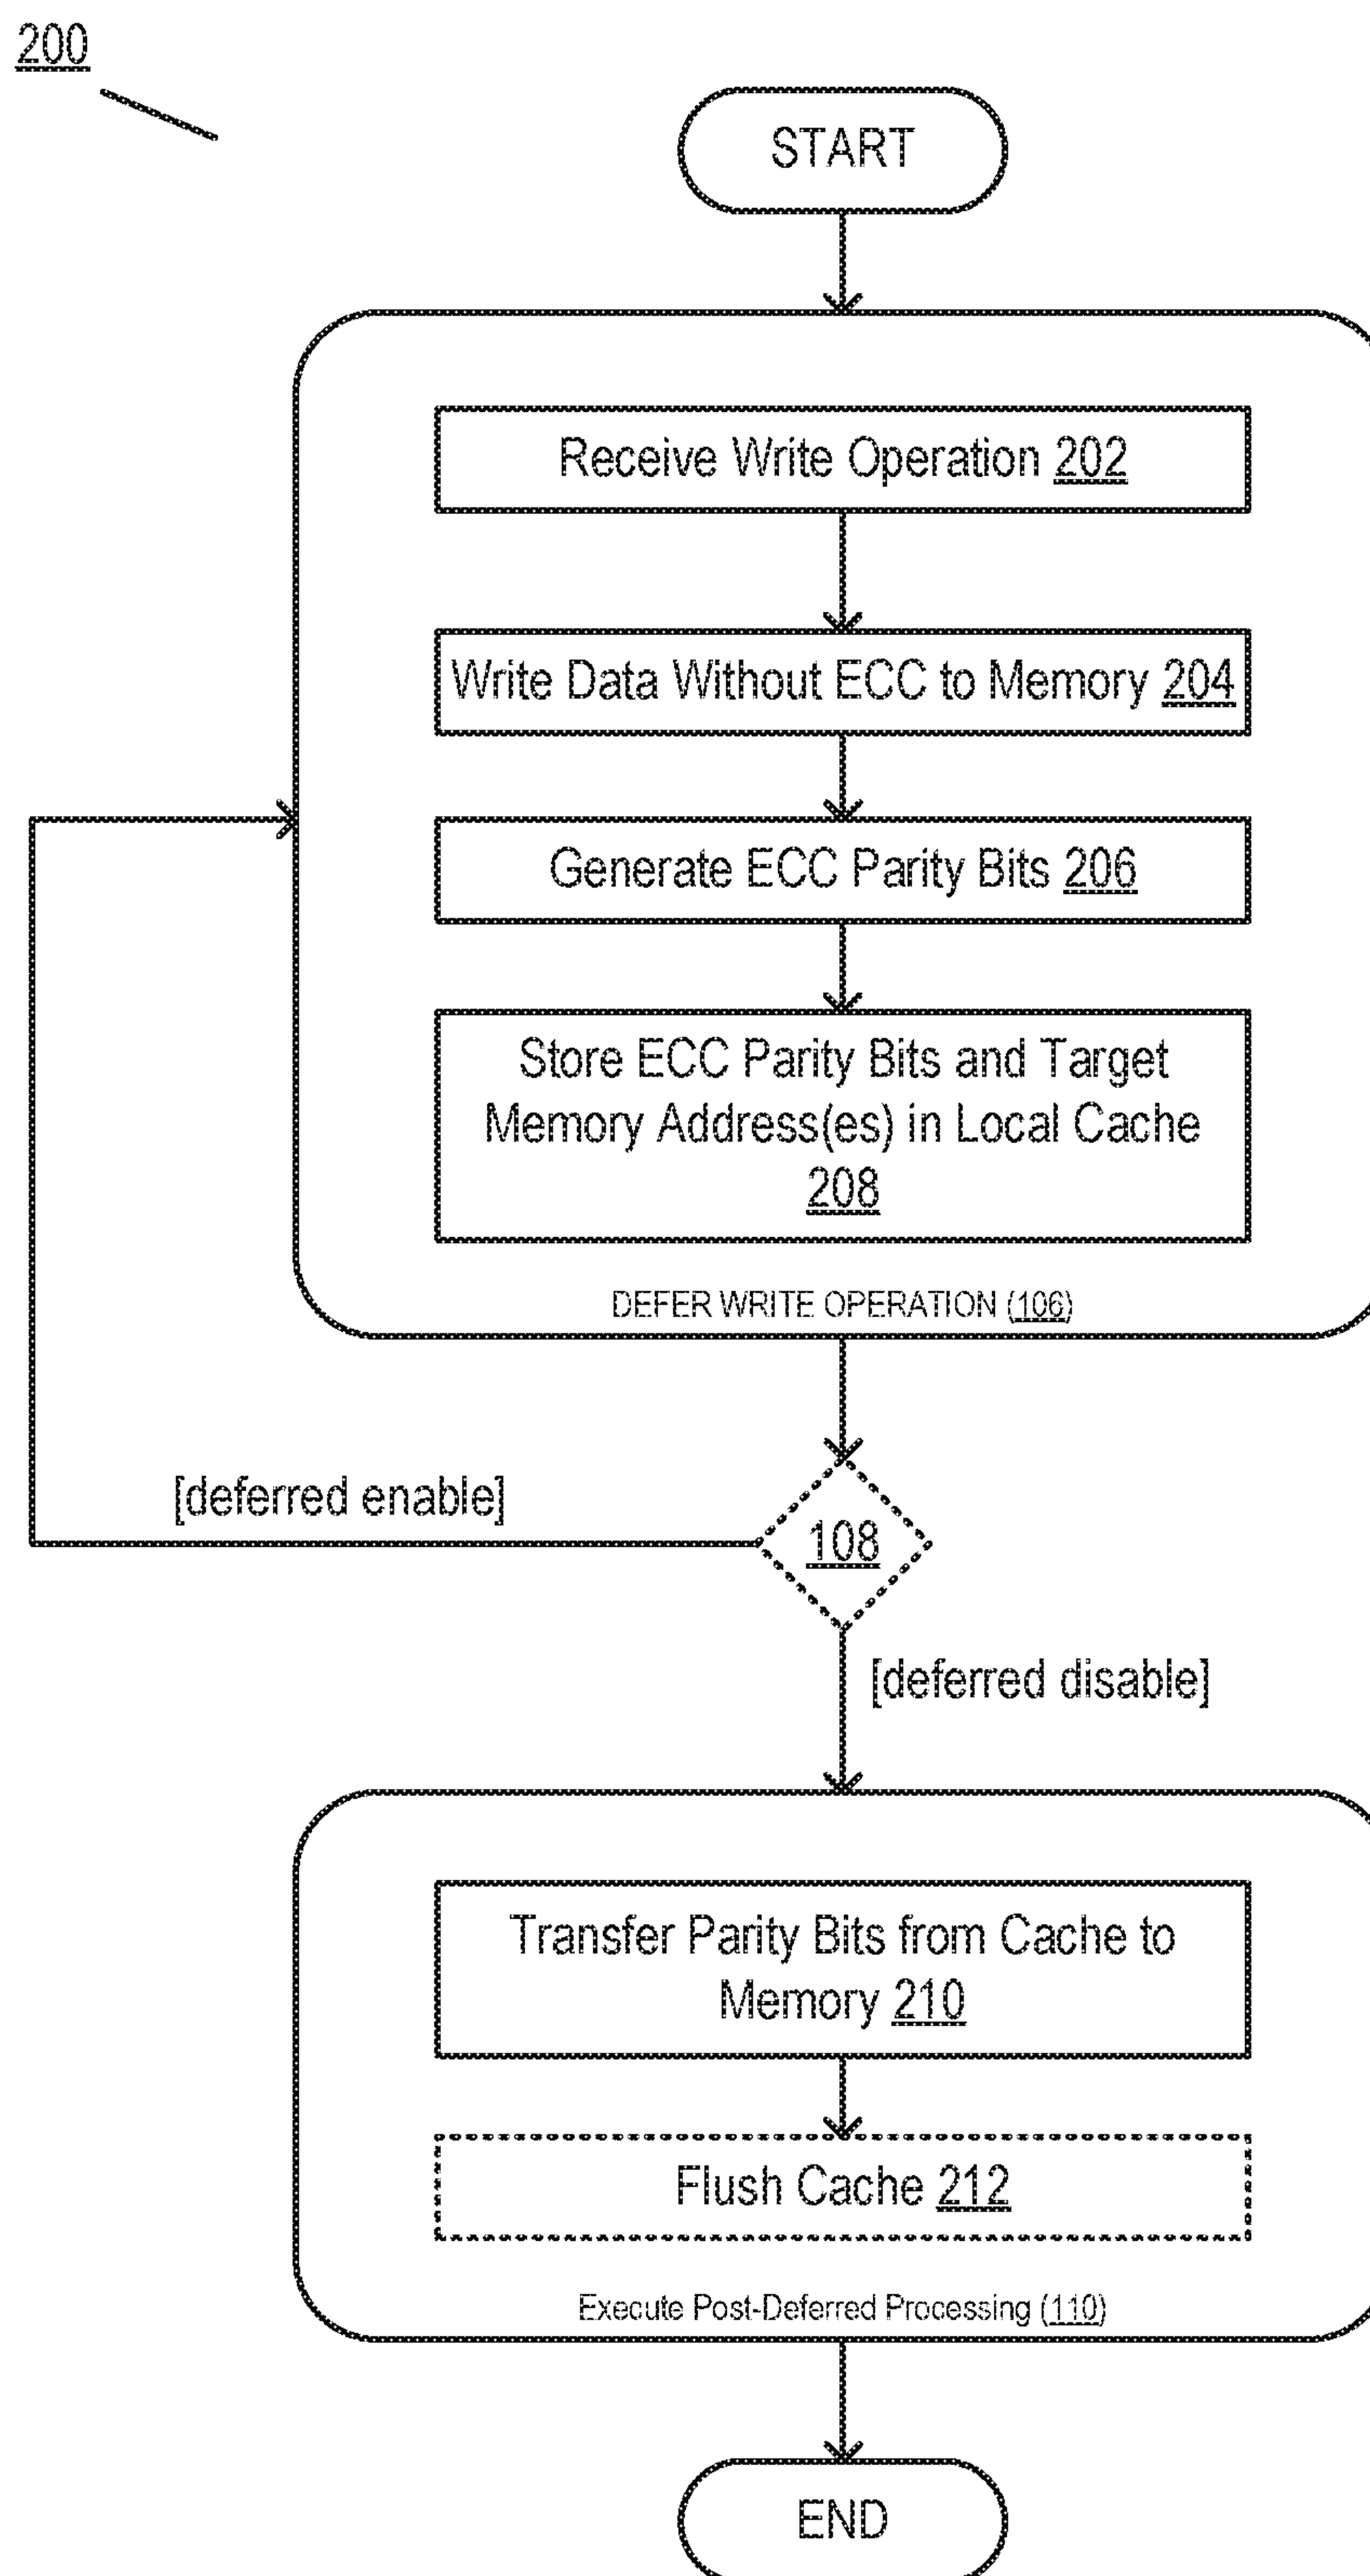 200
START
Receive Write Operation 202
Write Data Without ECC to Memory 204
Generate ECC Parity Bits 206
Store ECC Parity Bits and Target
Memory Address(es) in Local Cache
208
DEFER WRITE OPERATION (106)
[deferred enable]
108
[deferred disable]
Transfer Parity Bits from Cache to
Memory 210
Flush Cache 212
Execute Post-Deferred Processing (110)
END